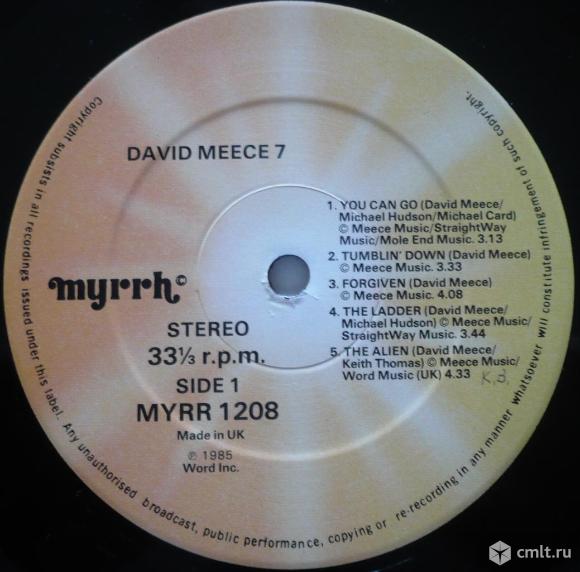 DAVID MEECE 7
myrrh©
STEREO
33⅓ r.p.m.
SIDE 1
MYRR 1208
Made in UK
℗ 1985
Word Inc.
1. YOU CAN GO (David Meece/
Michael Hudson/Michael Card)
© Meece Music/StraightWay
Music/Mole End Music. 3.13
2. TUMBLIN' DOWN (David Meece)
© Meece Music. 3.33
3. FORGIVEN (David Meece)
© Meece Music. 4.08
4. THE LADDER (David Meece/
Michael Hudson) © Meece Music/
StraightWay Music. 3.44
5. THE ALIEN (David Meece/
Keith Thomas) © Meece Music/
Word Music (UK) 4.33
Copyright subsists in all recordings issued under this label. Any unauthorised broadcast, public performance, copying or re-recording in any manner whatsoever will constitute infringement of such copyright.
cmlt.ru